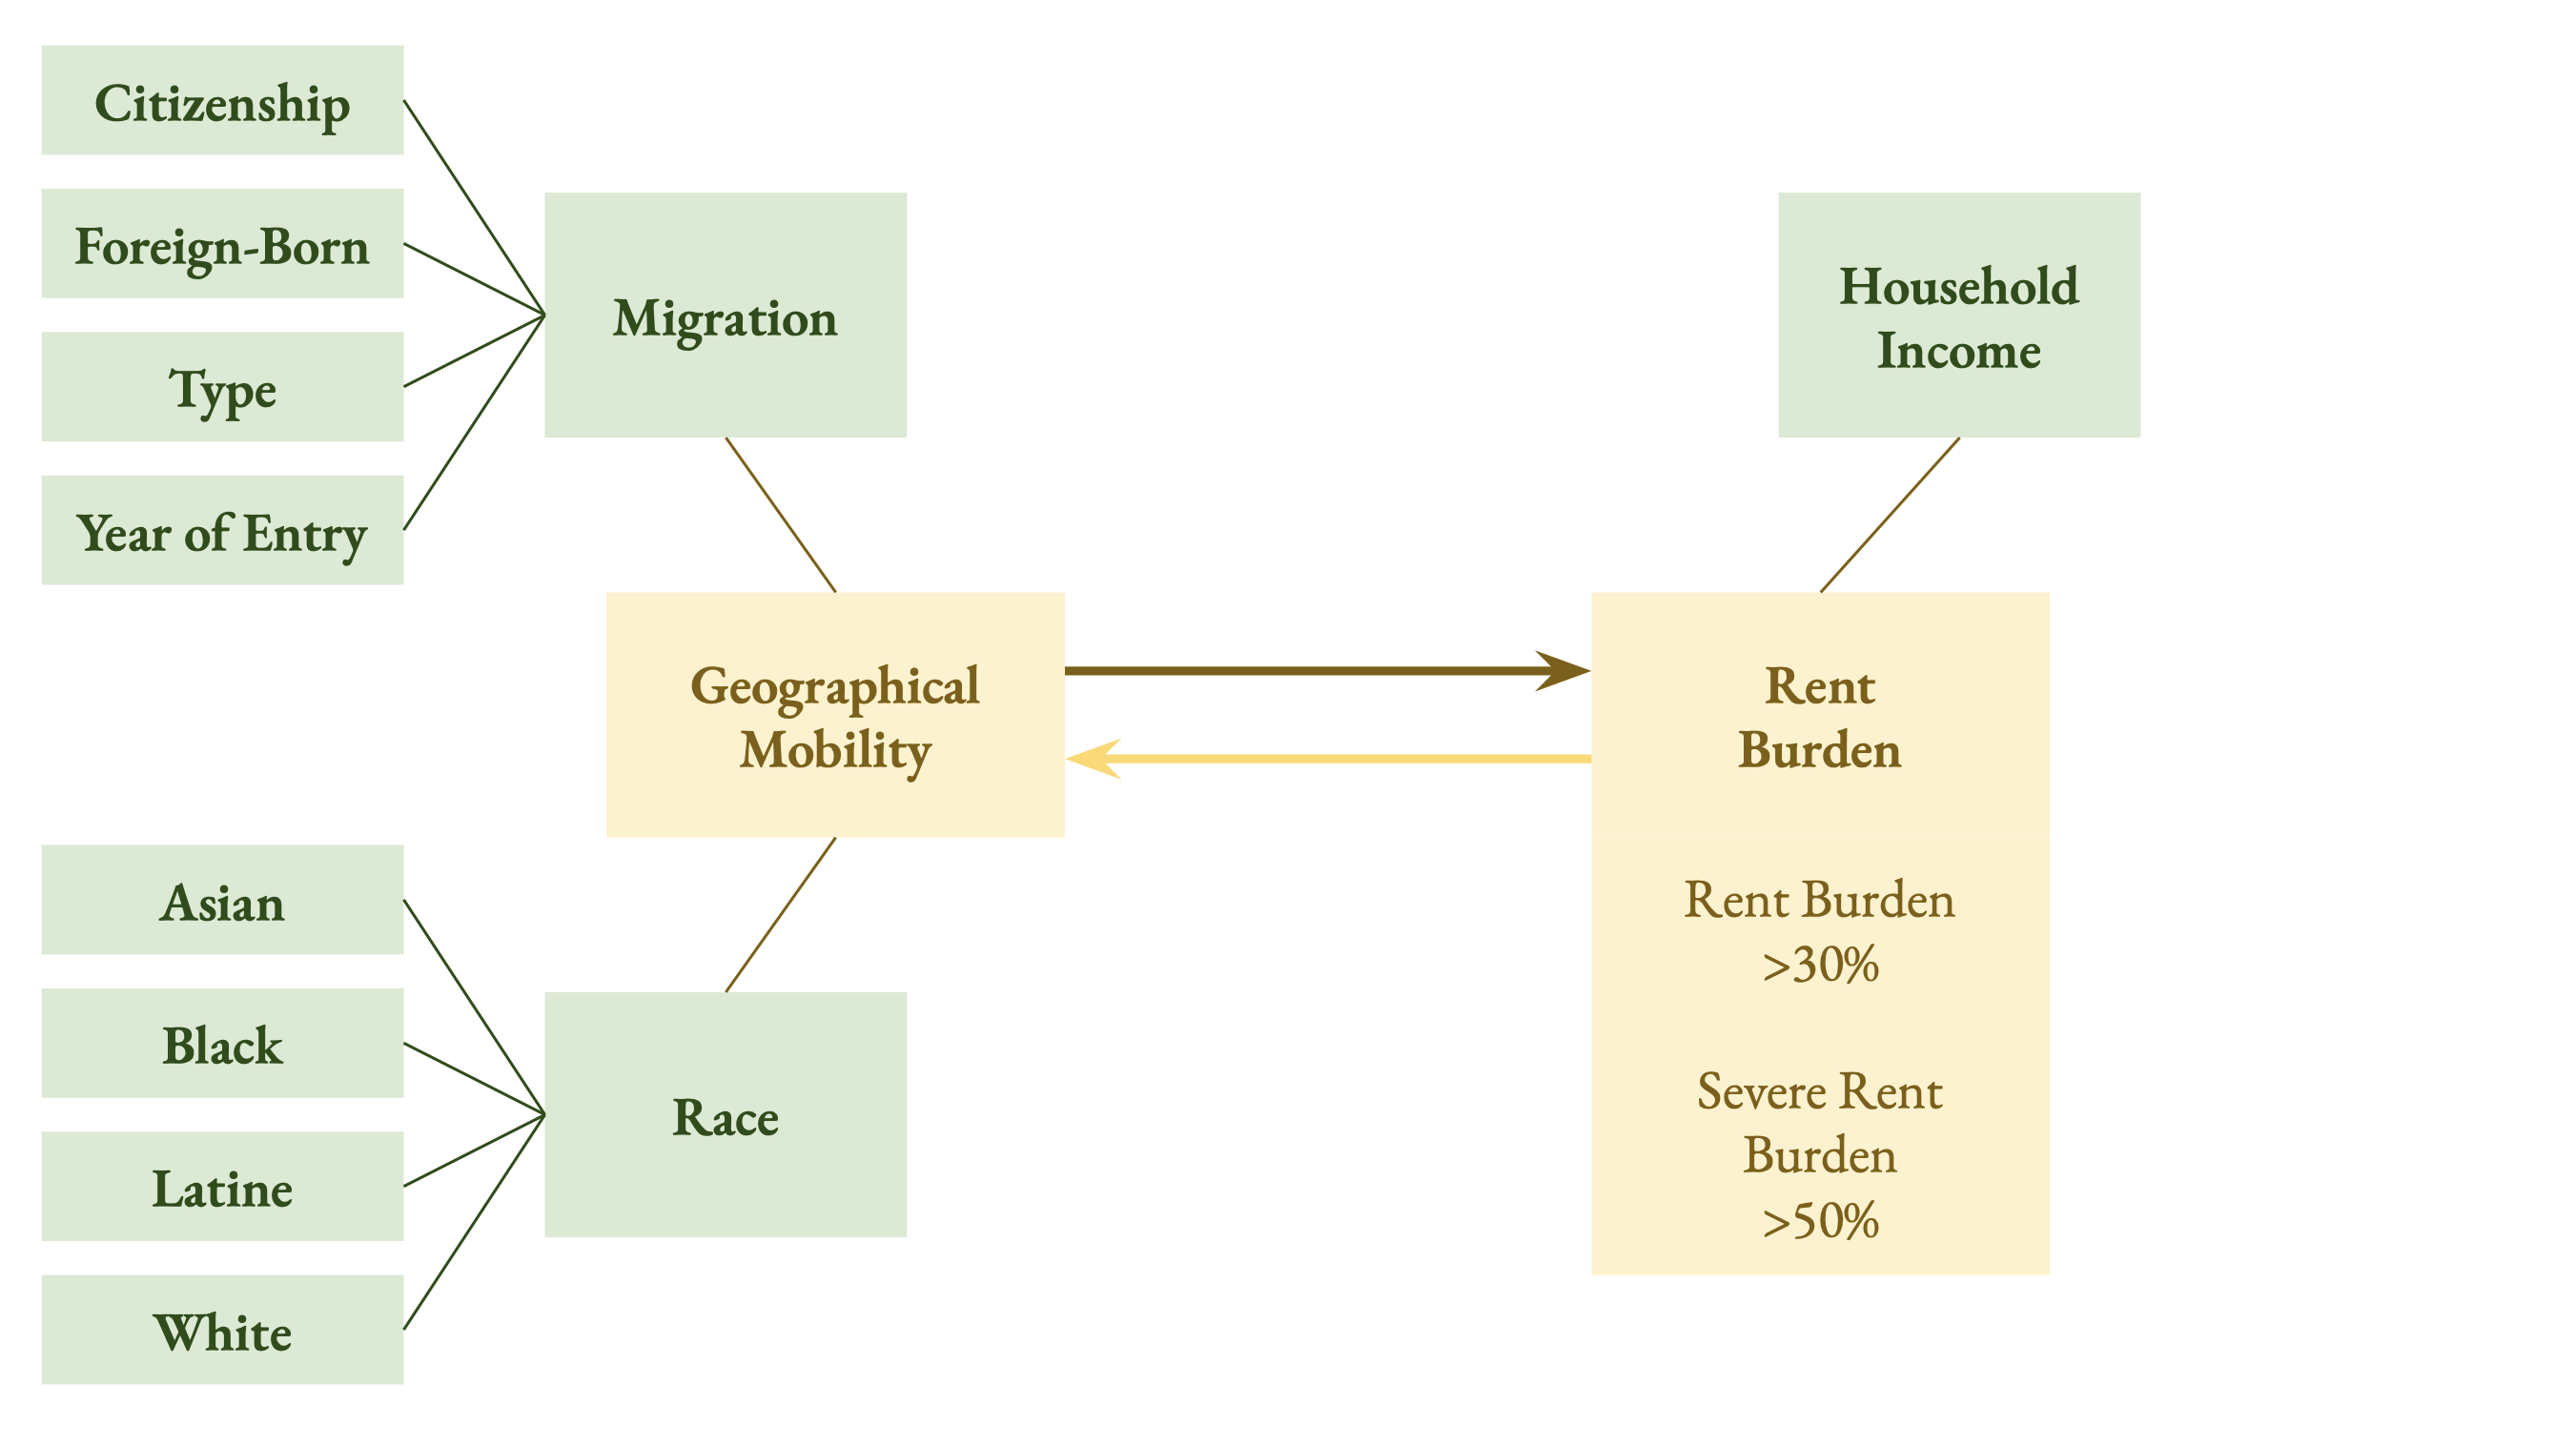 Citizenship
Foreign-Born
Type
Year of Entry
Migration
Household
Income
Geographical
Mobility
Rent
Burden
Rent Burden
>30%
Severe Rent
Burden
>50%
Asian
Black
Latine
White
Race